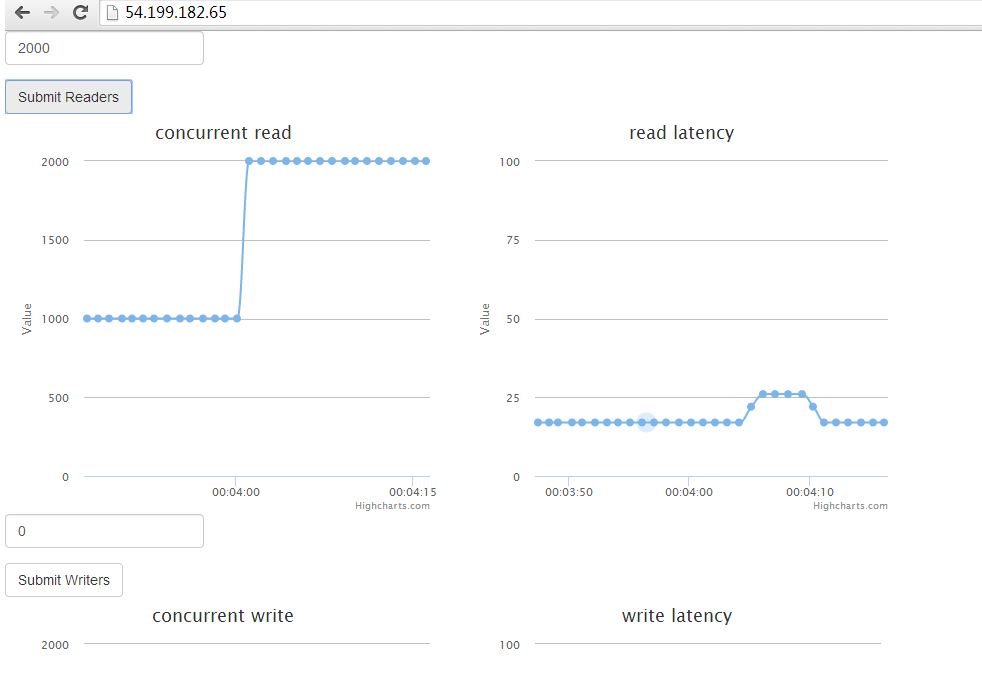 54.199.182.65
2000
Submit Readers
concurrent read
read latency
2000
1500
1000
500
0
Value
00:04:00
00:04:15
Highcharts.com
100
75
50
25
0
Value
00:03:50
00:04:00
00:04:10
Highcharts.com
0
Submit Writers
concurrent write
write latency
2000
100